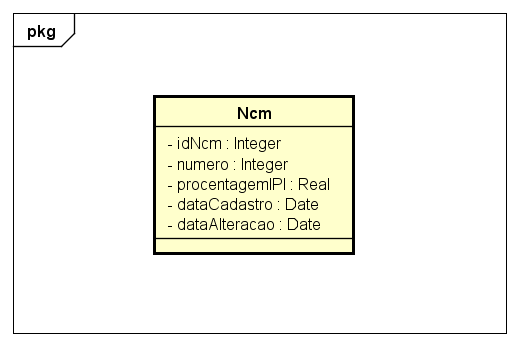 pkg
Ncm
- idNcm : Integer
- numero : Integer
- procentagemIPI : Real
- dataCadastro : Date
- dataAlteracao : Date